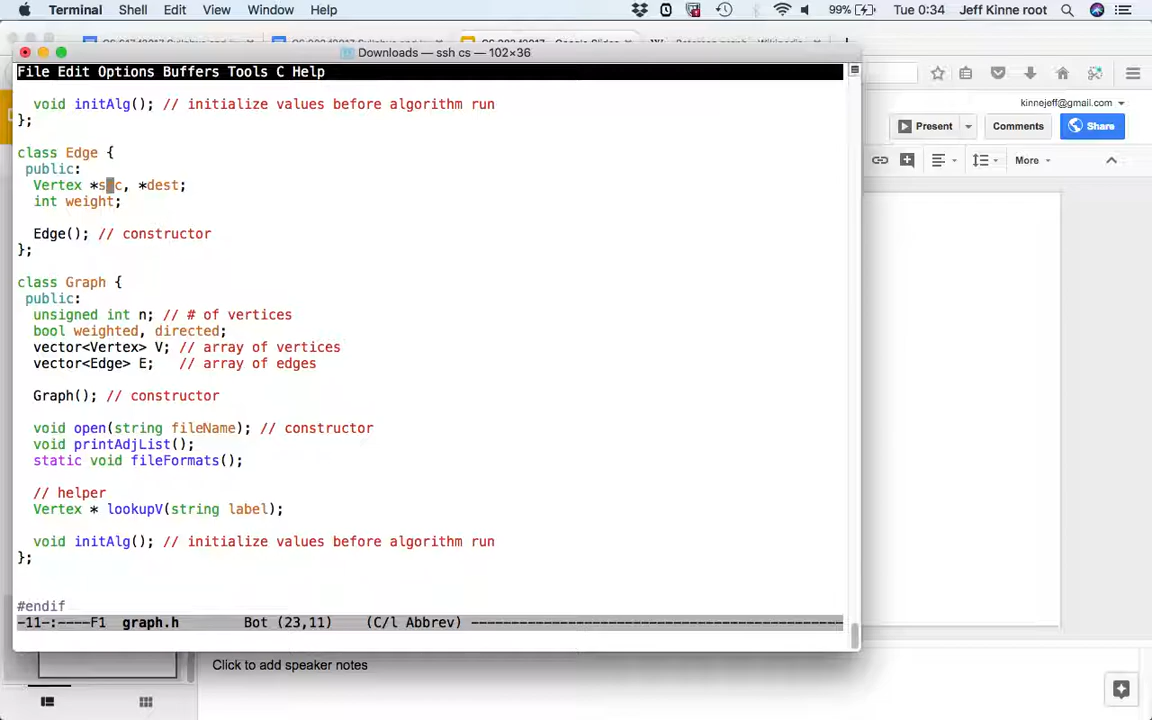 Terminal Shell Edit View Window Help 99% Tue 0:34 Jeff Kinne root
Downloads — ssh cs — 102×36
File Edit Options Buffers Tools C Help
void initAlg(); // initialize values before algorithm run
};
class Edge {
public:
Vertex *src, *dest;
int weight;
Edge(); // constructor
};
class Graph {
public:
unsigned int n; // # of vertices
bool weighted, directed;
vector<Vertex> V; // array of vertices
vector<Edge> E; // array of edges
Graph(); // constructor
void open(string fileName); // constructor
void printAdjList();
static void fileFormats();
// helper
Vertex * lookupV(string label);
void initAlg(); // initialize values before algorithm run
};
#endif
-11-:----F1 graph.h Bot (23,11) (C/l Abbrev) ----------------------------------------------
kinnejeff@gmail.com
Present Comments Share
More
Click to add speaker notes